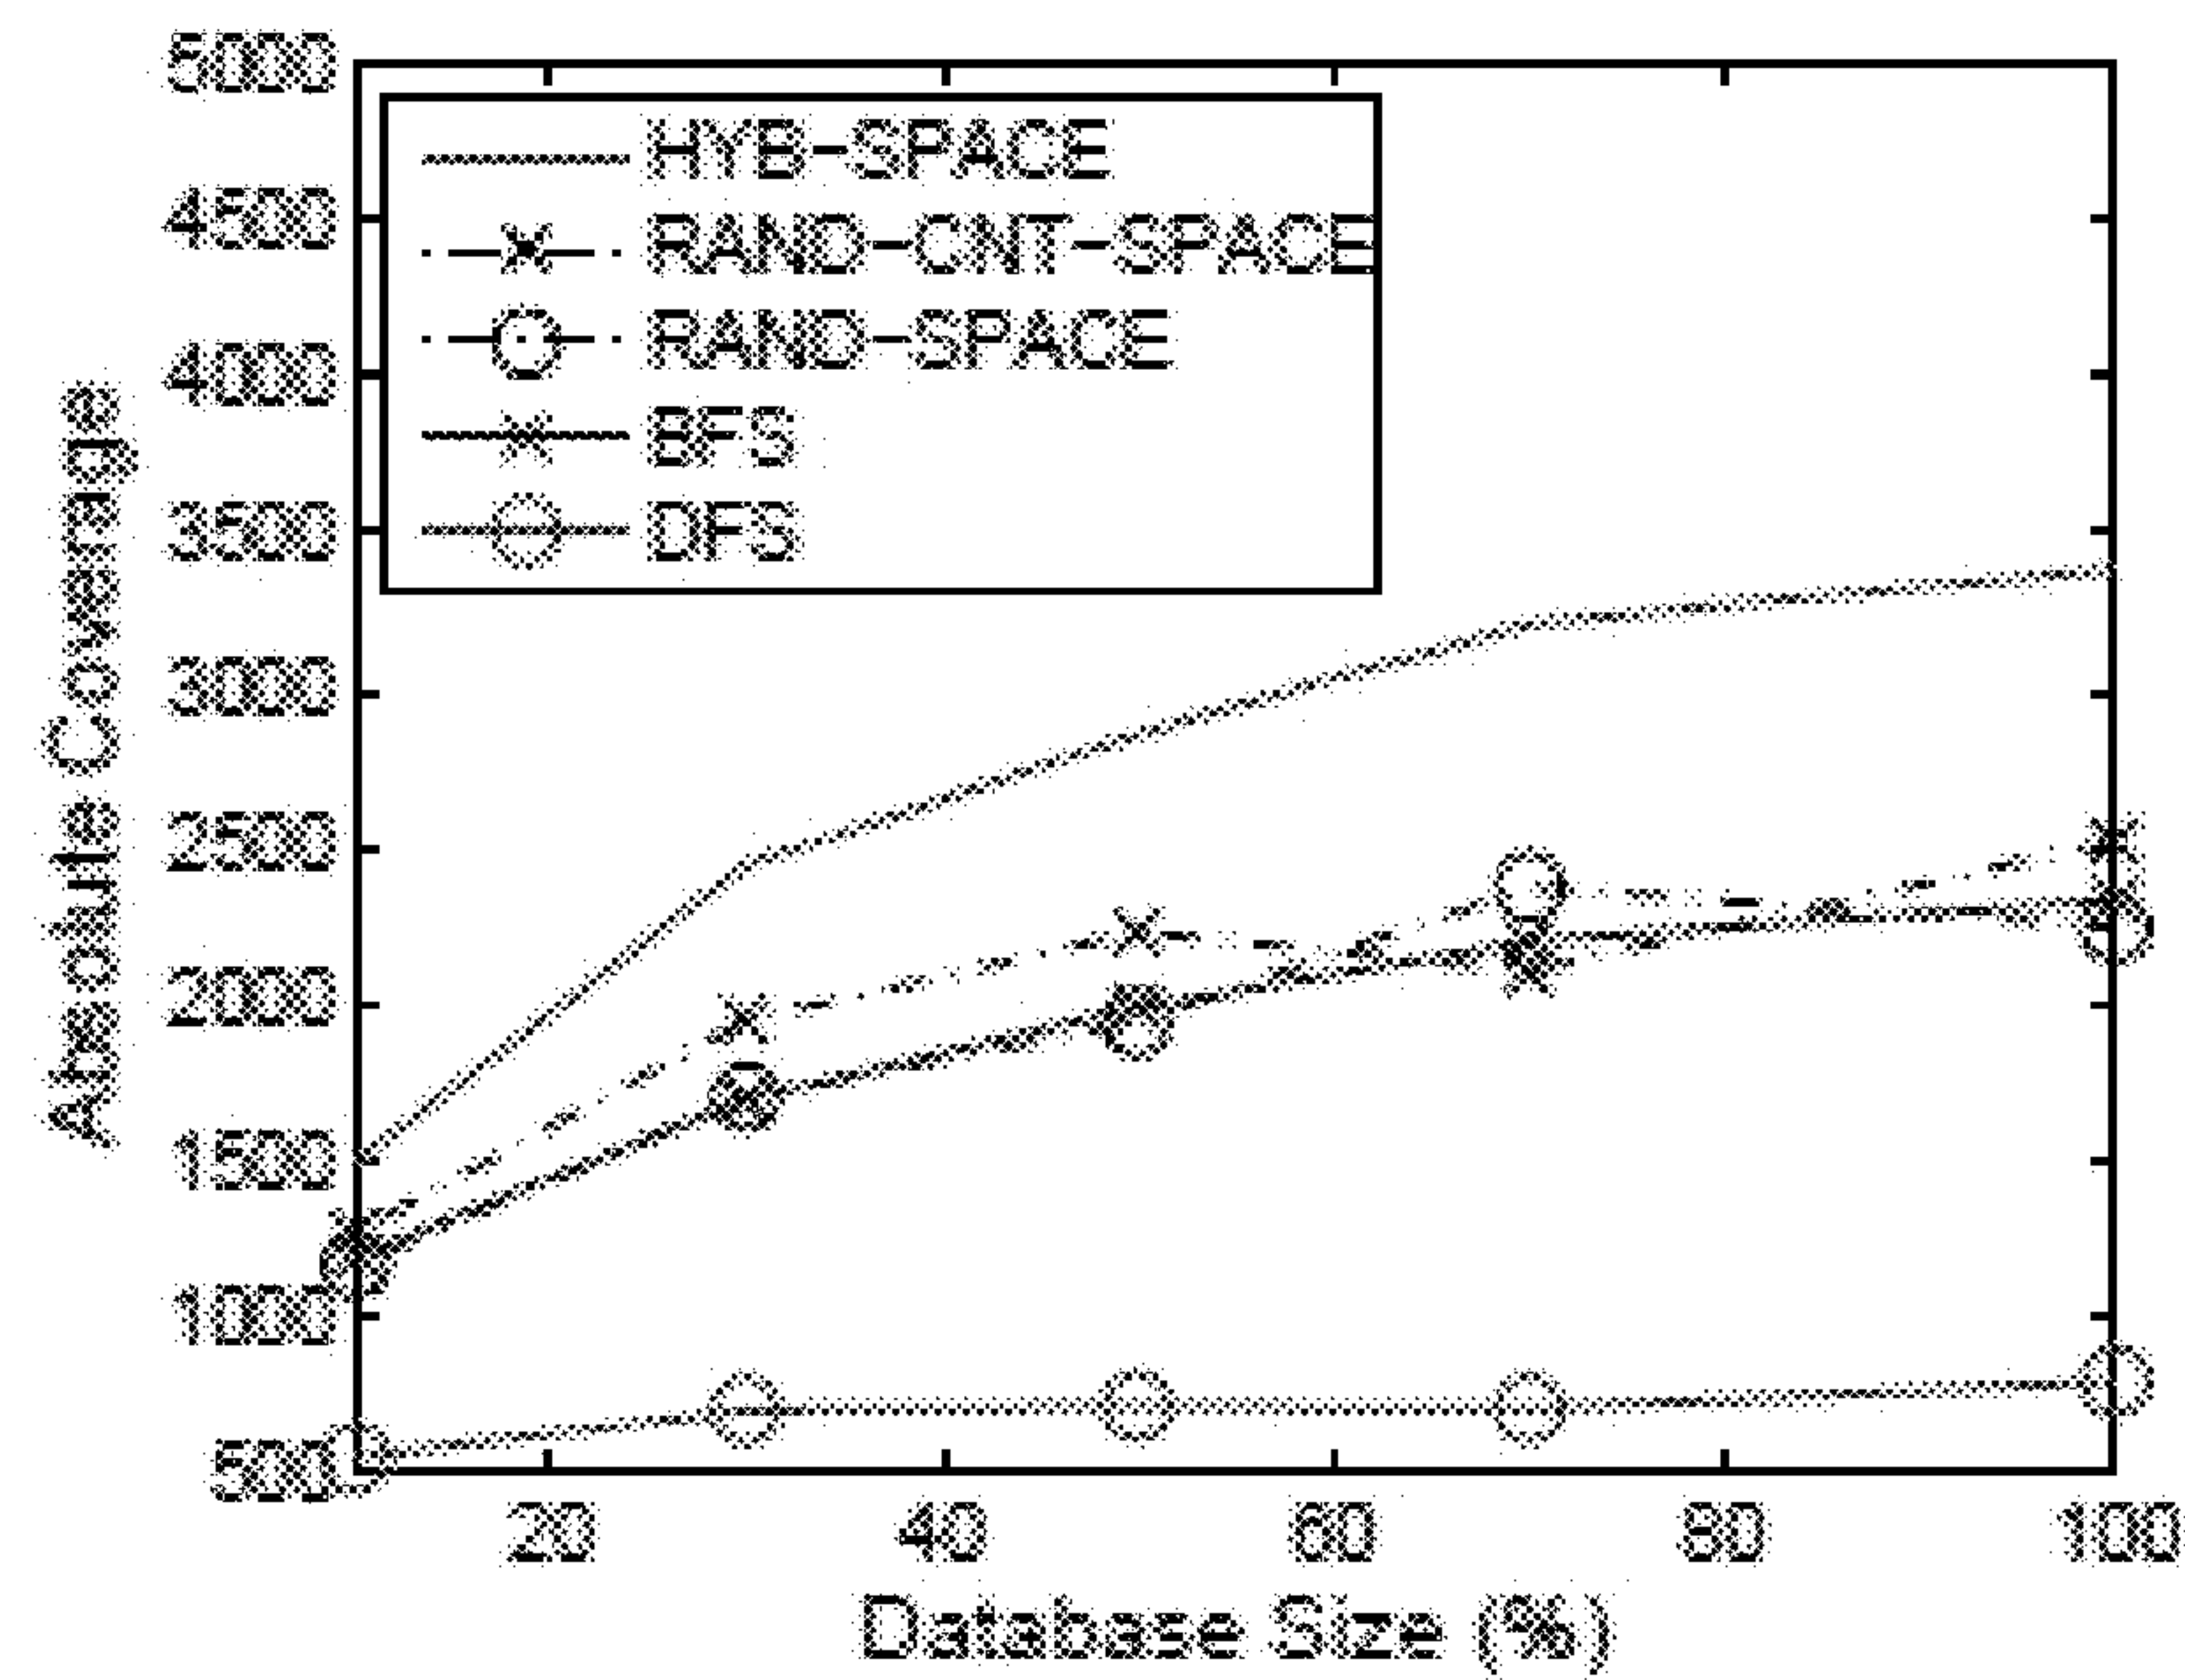 5000
4500
4000
3500
3000
2500
2000
1500
1000
500
Absolute Coverage
HYB-SPACE
RAND-CNT-SPACE
RAND-SPACE
BFS
DFS
20 40 60 80 100
Database Size (%)